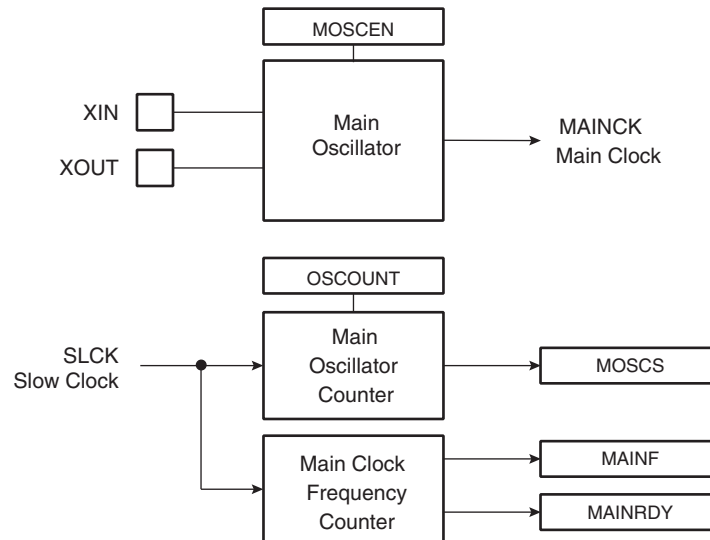 MOSCEN
XIN
XOUT
Main
Oscillator
MAINCK
Main Clock
OSCOUNT
SLCK
Slow Clock
Main
Oscillator
Counter
MOSCS
Main Clock
Frequency
Counter
MAINF
MAINRDY